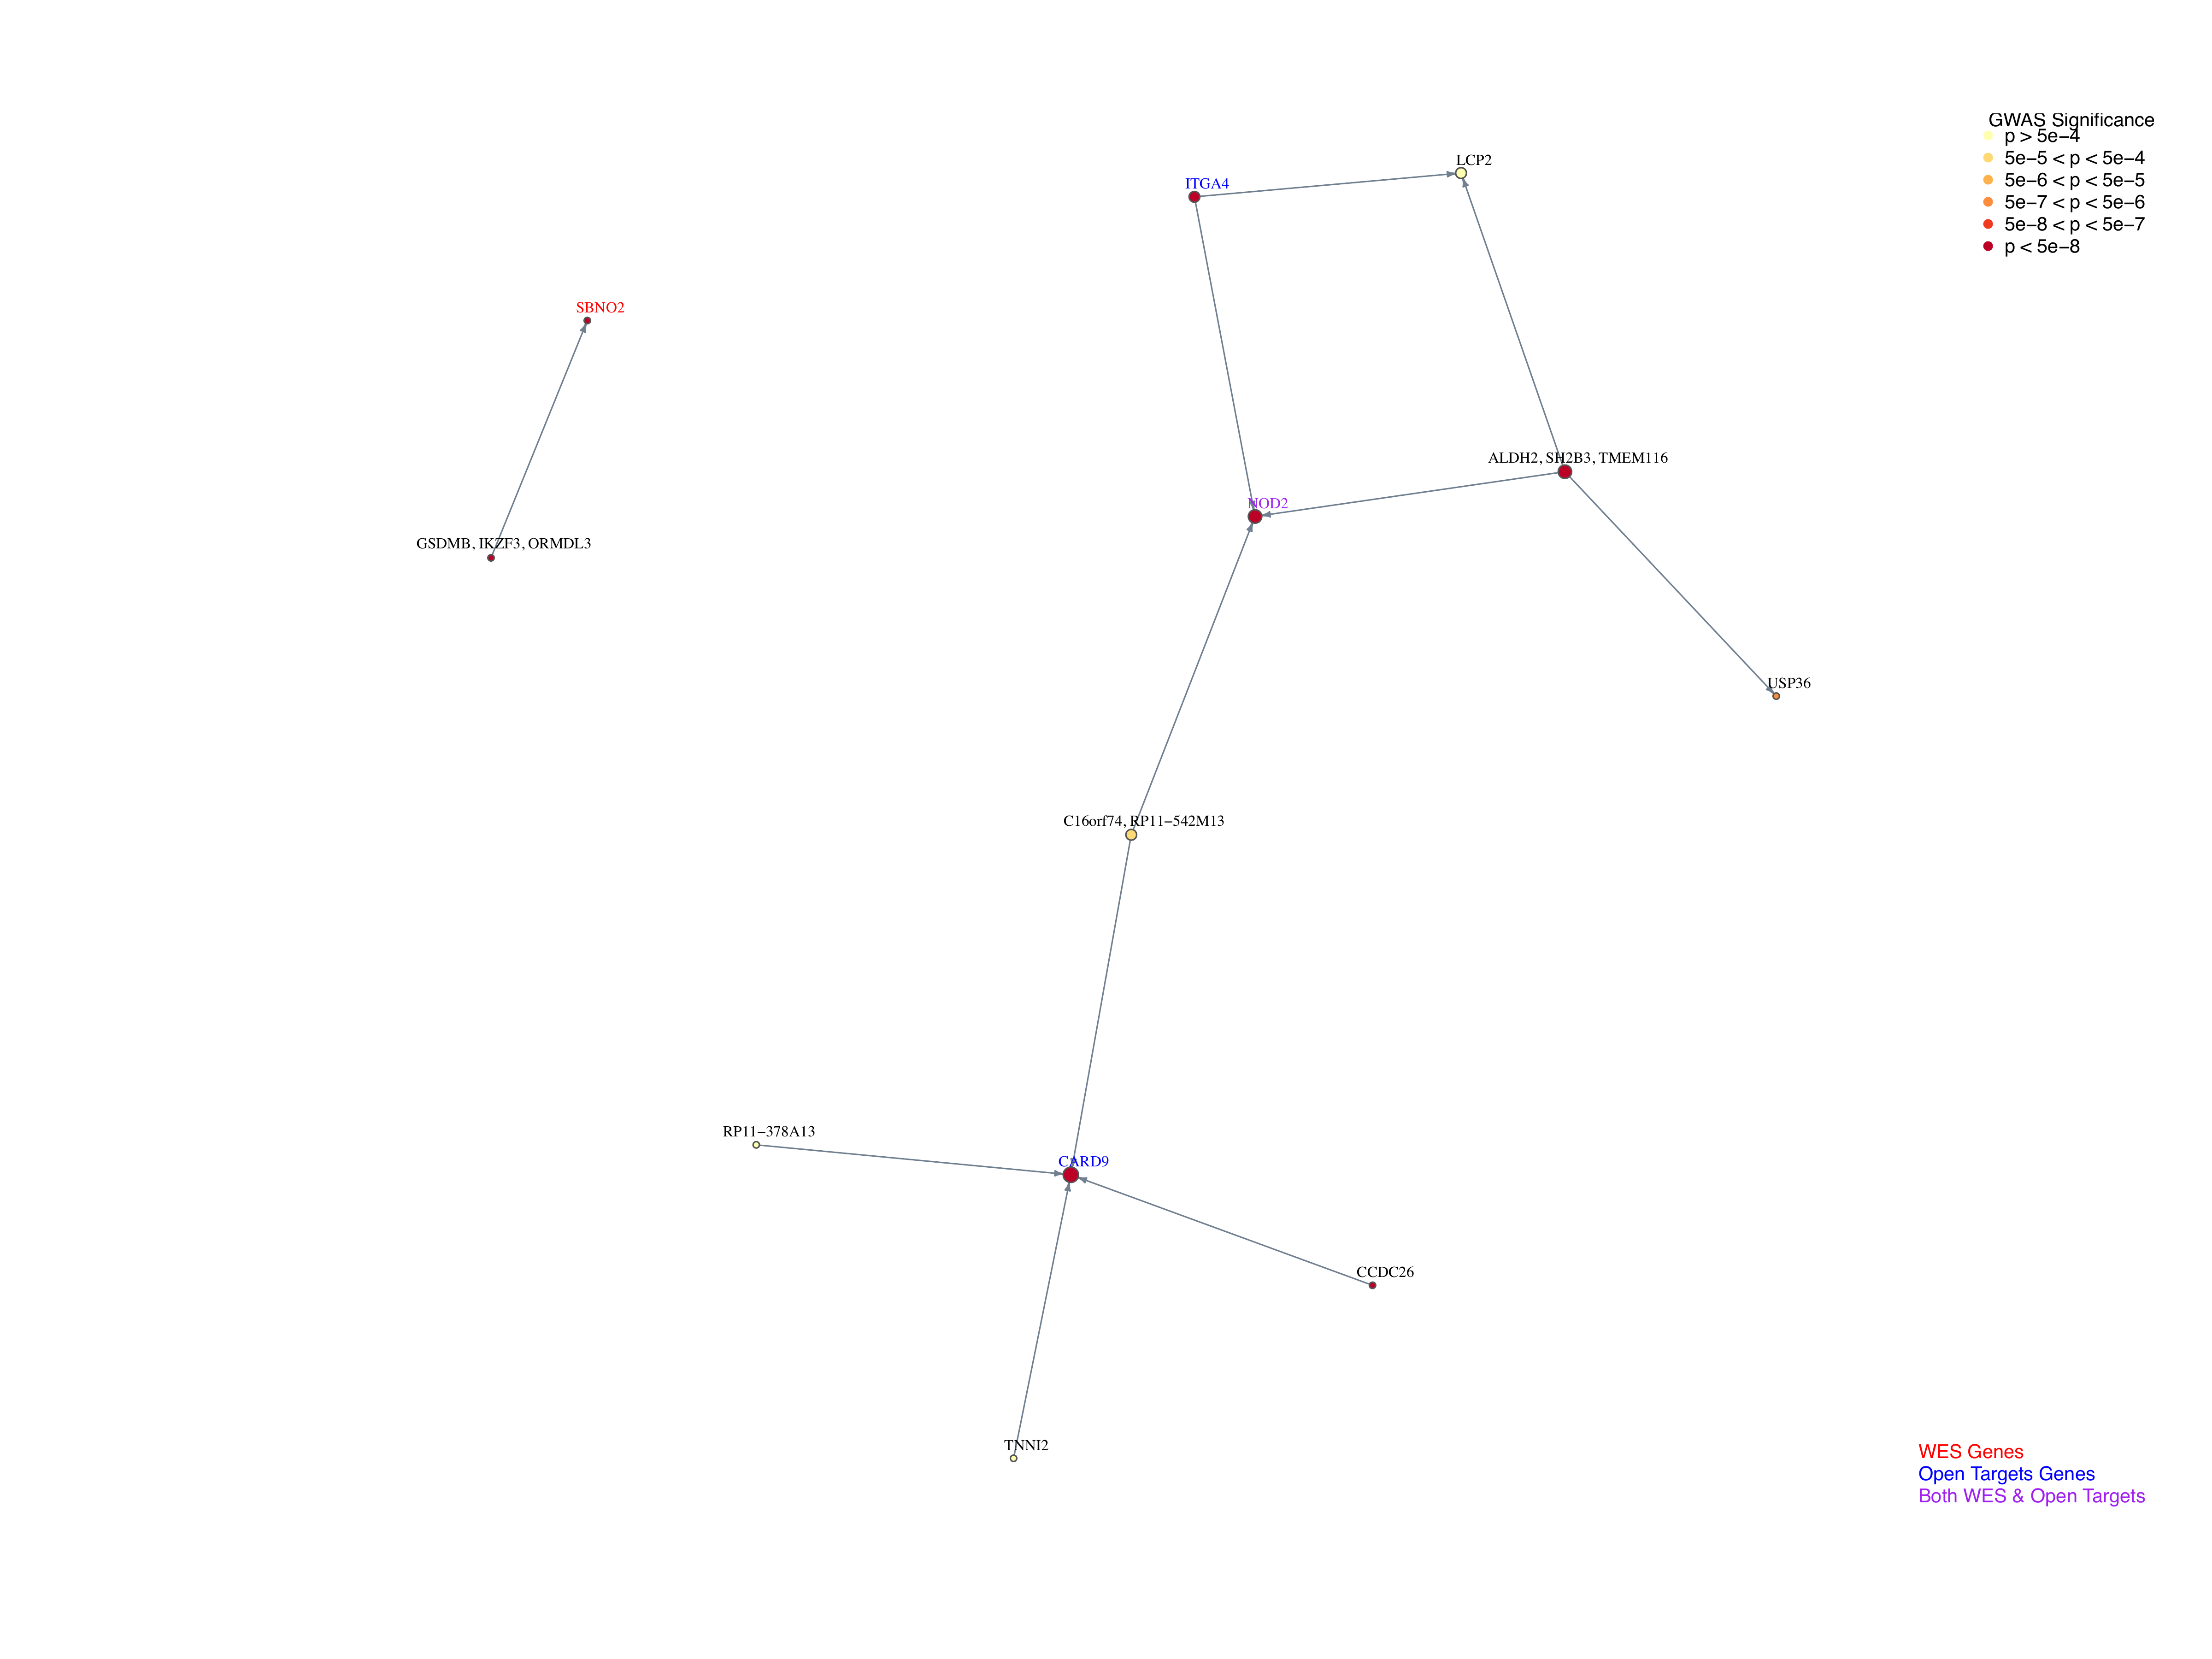 GWAS Significance
p > 5e−4
5e−5 < p < 5e−4
5e−6 < p < 5e−5
5e−7 < p < 5e−6
5e−8 < p < 5e−7
p < 5e−8
LCP2
ITGA4
SBNO2
ALDH2, SH2B3, TMEM116
NOD2
GSDMB, IKZF3, ORMDL3
USP36
C16orf74, RP11−542M13
RP11−378A13
CARD9
CCDC26
TNNI2
WES Genes
Open Targets Genes
Both WES & Open Targets